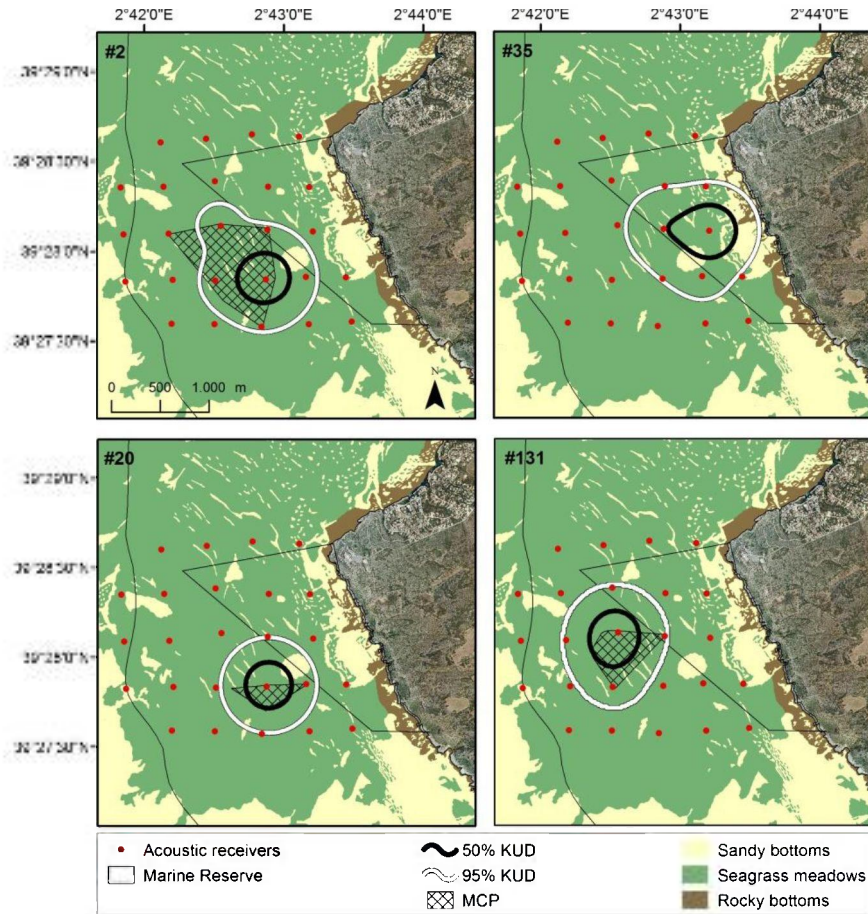 2°42'0"E 2°43'0"E 2°44'0"E 2°42'0"E 2°43'0"E 2°44'0"E
#2
#35
0 500 1.000 m
N
#20
#131
Acoustic receivers
Marine Reserve
50% KUD
95% KUD
MCP
Sandy bottoms
Seagrass meadows
Rocky bottoms